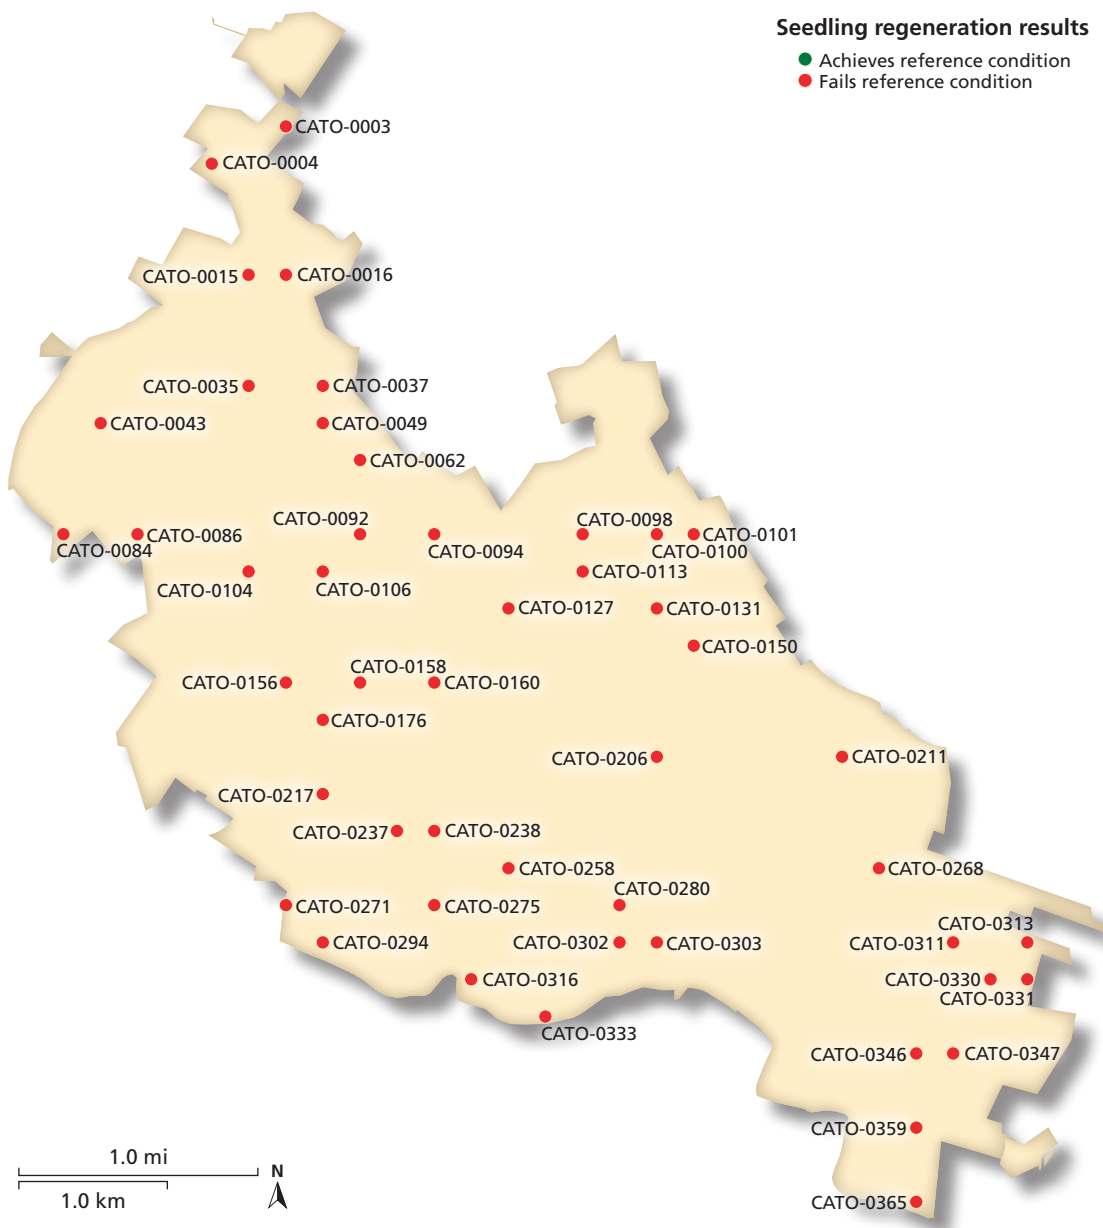 Seedling regeneration results
Achieves reference condition
Fails reference condition
CATO-0003
CATO-0004
CATO-0015
CATO-0016
CATO-0035
CATO-0037
CATO-0043
CATO-0049
CATO-0062
CATO-0092
CATO-0098
CATO-0084
CATO-0086
CATO-0094
CATO-0100
CATO-0101
CATO-0104
CATO-0106
CATO-0113
CATO-0127
CATO-0131
CATO-0150
CATO-0156
CATO-0158
CATO-0160
CATO-0176
CATO-0206
CATO-0211
CATO-0217
CATO-0237
CATO-0238
CATO-0258
CATO-0268
CATO-0271
CATO-0275
CATO-0280
CATO-0294
CATO-0302
CATO-0303
CATO-0311
CATO-0313
CATO-0316
CATO-0330
CATO-0331
CATO-0333
CATO-0346
CATO-0347
CATO-0359
CATO-0365
1.0 mi
1.0 km
N